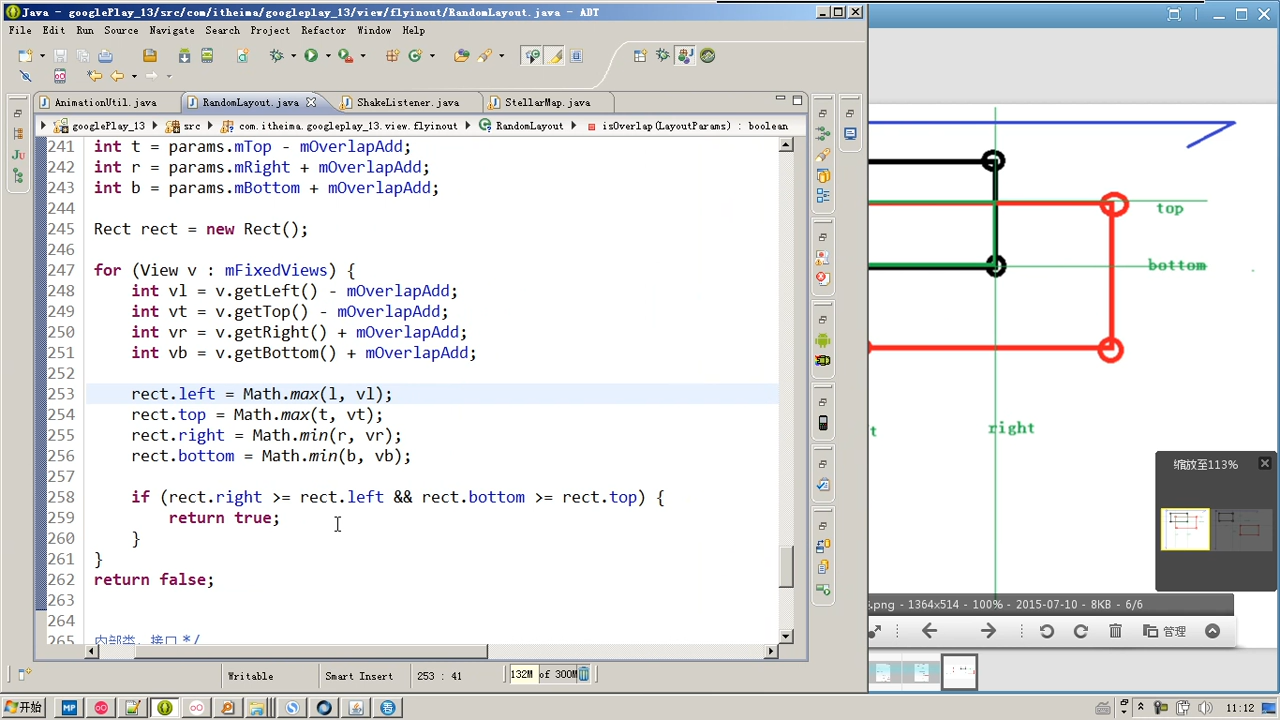 Java - googlePlay_13/src/com/itheima/googleplay_13/view/flyinout/RandomLayout.java - ADT
File Edit Run Source Navigate Search Project Refactor Window Help
AnimationUtil.java RandomLayout.java ShakeListener.java StellarMap.java
googlePlay_13 src com.itheima.googleplay_13.view.flyinout RandomLayout isOverlap(LayoutParams) : boolean
241 int t = params.mTop - mOverlapAdd;
242 int r = params.mRight + mOverlapAdd;
243 int b = params.mBottom + mOverlapAdd;
244
245 Rect rect = new Rect();
246
247 for (View v : mFixedViews) {
248 int vl = v.getLeft() - mOverlapAdd;
249 int vt = v.getTop() - mOverlapAdd;
250 int vr = v.getRight() + mOverlapAdd;
251 int vb = v.getBottom() + mOverlapAdd;
252
253 rect.left = Math.max(l, vl);
254 rect.top = Math.max(t, vt);
255 rect.right = Math.min(r, vr);
256 rect.bottom = Math.min(b, vb);
257
258 if (rect.right >= rect.left && rect.bottom >= rect.top) {
259 return true;
260 }
261 }
262 return false;
263
264
265 内部类、接口 */
Writable Smart Insert 253 : 41 132M of 300M
top
bottom
t right
缩放至113%
.png - 1364x514 - 100% - 2015-07-10 - 8KB - 6/6
管理
开始 11:12